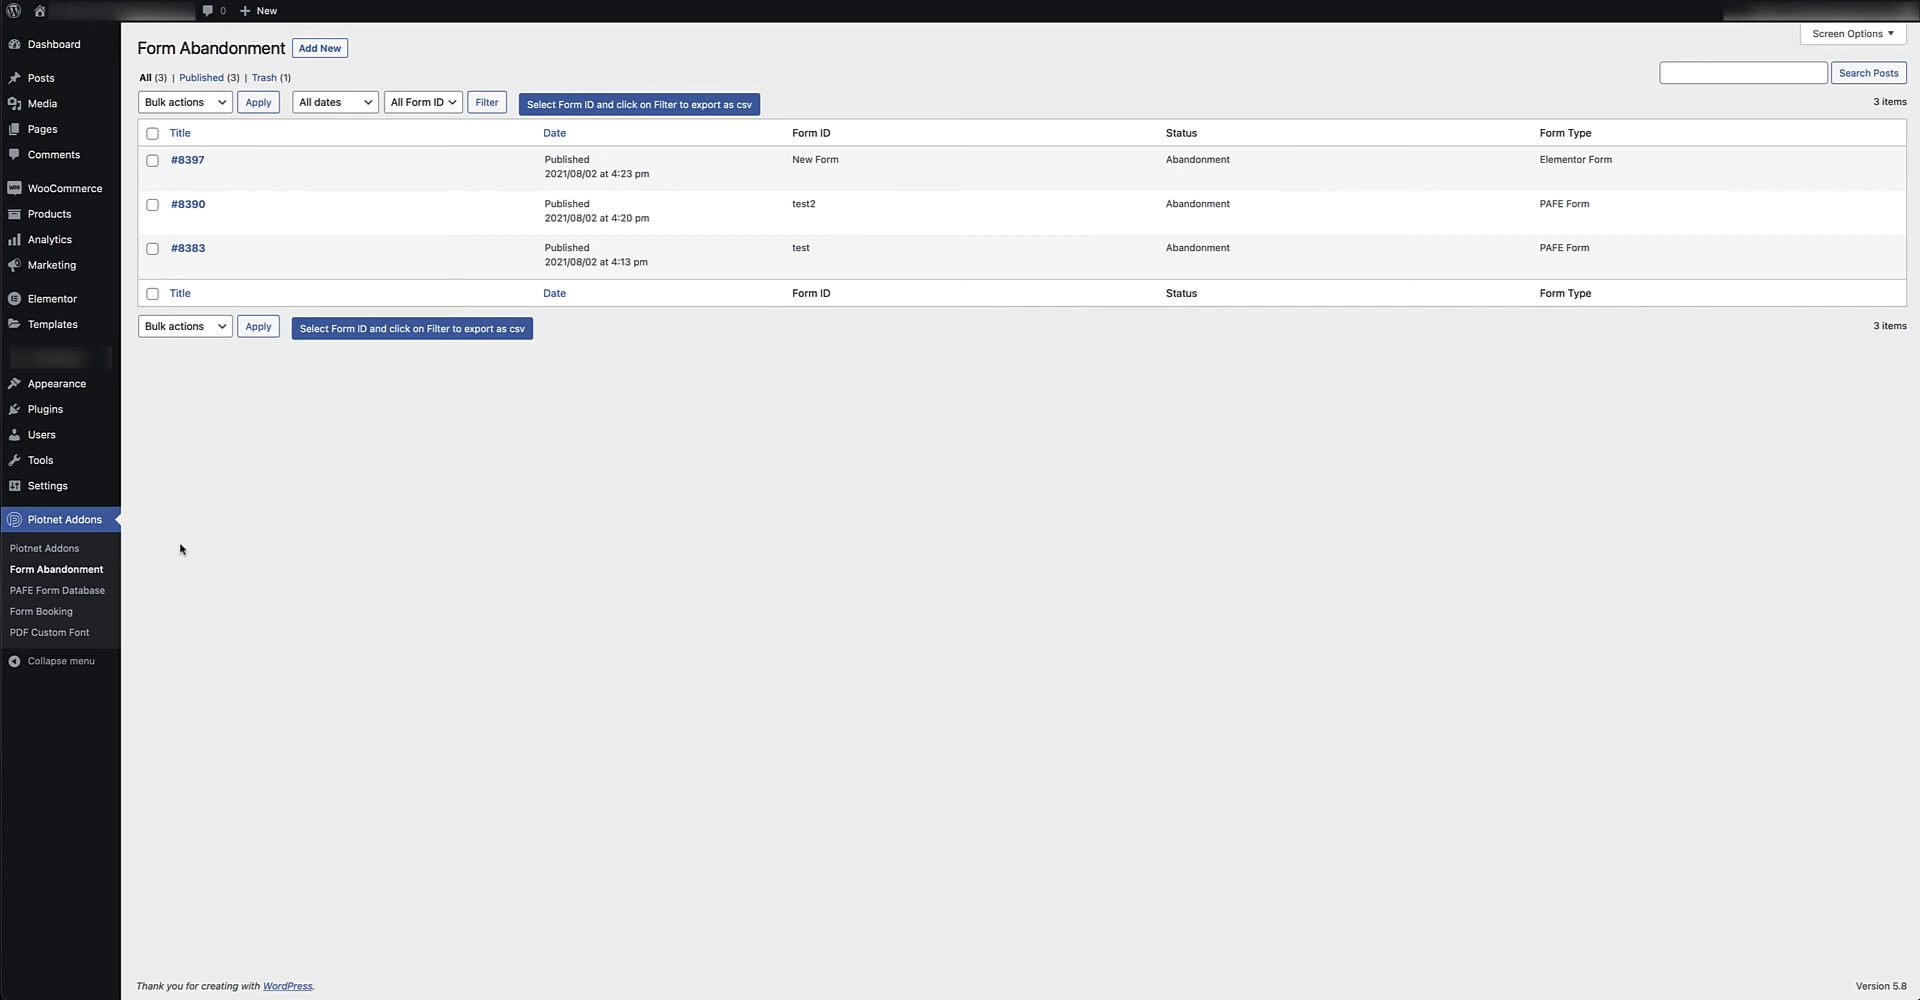 0 New
Screen Options ▼
Form Abandonment Add New
All (3) | Published (3) | Trash (1)
Search Posts
Bulk actions Apply All dates All Form ID Filter Select Form ID and click on Filter to export as csv 3 items
Title Date Form ID Status Form Type
#8397 Published New Form Abandonment Elementor Form
2021/08/02 at 4:23 pm
#8390 Published test2 Abandonment PAFE Form
2021/08/02 at 4:20 pm
#8383 Published test Abandonment PAFE Form
2021/08/02 at 4:13 pm
Title Date Form ID Status Form Type
Bulk actions Apply Select Form ID and click on Filter to export as csv 3 items
Dashboard
Posts
Media
Pages
Comments
WooCommerce
Products
Analytics
Marketing
Elementor
Templates
Appearance
Plugins
Users
Tools
Settings
Piotnet Addons
Piotnet Addons
Form Abandonment
PAFE Form Database
Form Booking
PDF Custom Font
Collapse menu
Thank you for creating with WordPress. Version 5.8